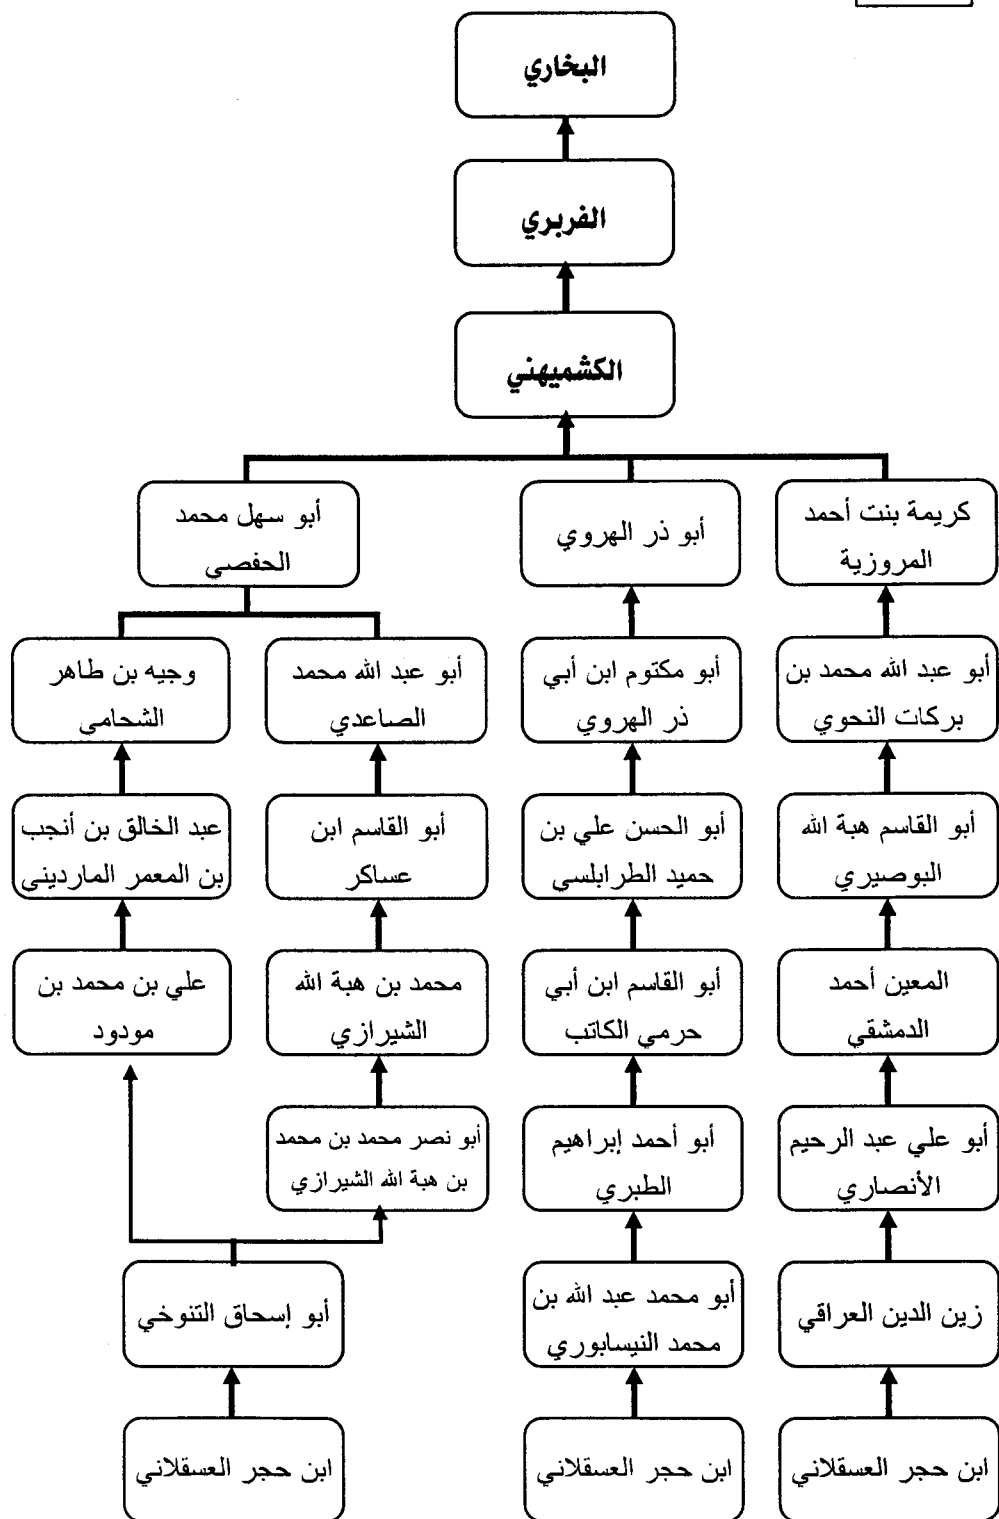 البخاري
الفربري
الكشميهني
كريمة بنت أحمد
المروزية
أبو ذر الهروي
أبو سهل محمد
الحفصي
أبو عبد الله محمد بن
بركات النحوي
أبو مكتوم ابن أبي
ذر الهروي
أبو عبد الله محمد
الصاعدي
وجيه بن طاهر
الشحامي
أبو القاسم هبة الله
البوصيري
أبو الحسن علي بن
حميد الطرابلسي
أبو القاسم ابن
عساكر
عبد الخالق بن أنجب
بن المعمر المارديني
المعين أحمد
الدمشقي
أبو القاسم ابن أبي
حرمي الكاتب
محمد بن هبة الله
الشيرازي
علي بن محمد بن
مودود
أبو علي عبد الرحيم
الأنصاري
أبو أحمد إبراهيم
الطبري
أبو نصر محمد بن محمد
بن هبة الله الشيرازي
زين الدين العراقي
أبو محمد عبد الله بن
محمد النيسابوري
أبو إسحاق التنوخي
ابن حجر العسقلاني
ابن حجر العسقلاني
ابن حجر العسقلاني